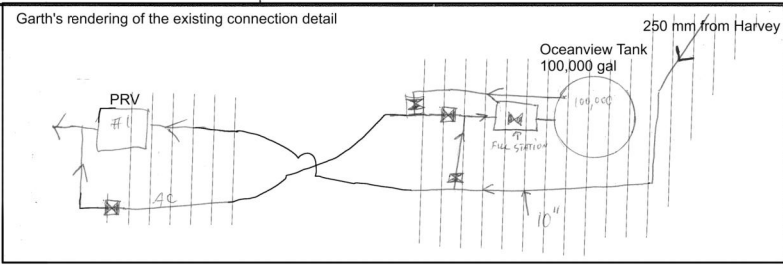 Garth's rendering of the existing connection detail
250 mm from Harvey
Oceanview Tank
100,000 gal
PRV
100,000
#1
FILL STATION
AC
10"